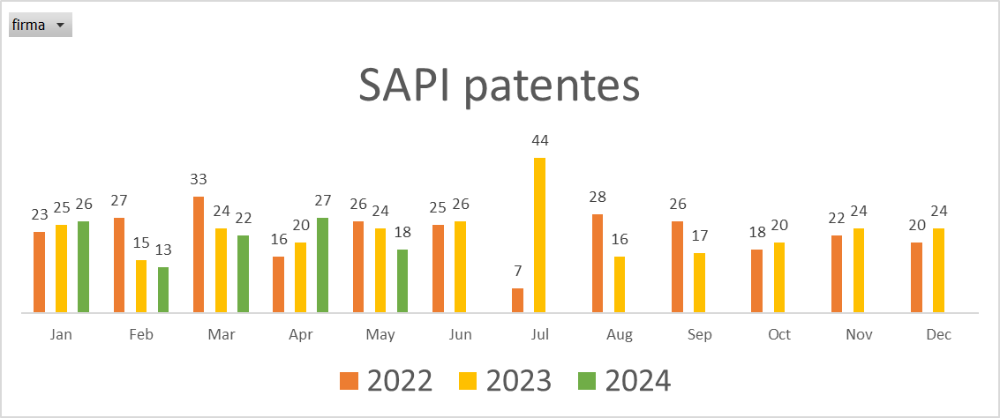 firma
SAPI patentes
23 25 26 27 15 13 33 24 22 16 20 27 26 24 18 25 26 7 44 28 16 26 17 18 20 22 24 20 24
Jan Feb Mar Apr May Jun Jul Aug Sep Oct Nov Dec
2022 2023 2024